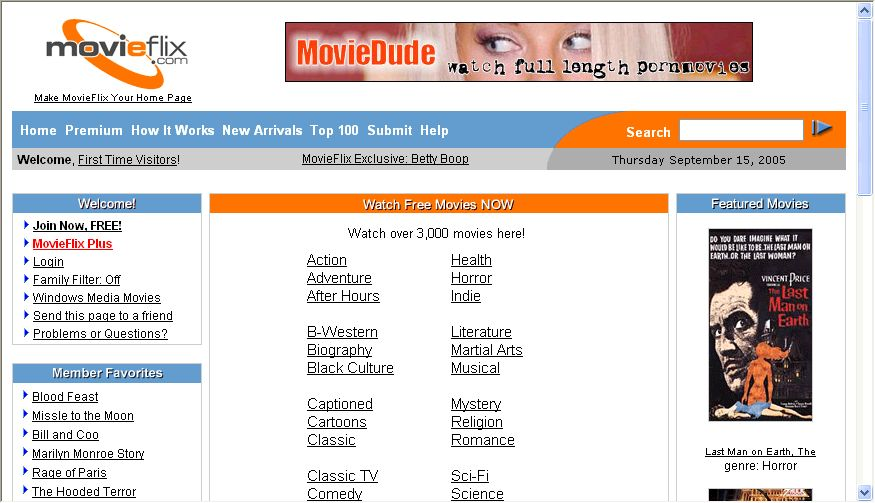 movieflix
.com
Make MovieFlix Your Home Page
MovieDude
watch full length pornmovies
Home Premium How It Works New Arrivals Top 100 Submit Help
Search
Welcome, First Time Visitors!
MovieFlix Exclusive: Betty Boop
Thursday September 15, 2005
Welcome!
Join Now, FREE!
MovieFlix Plus
Login
Family Filter: Off
Windows Media Movies
Send this page to a friend
Problems or Questions?
Member Favorites
Blood Feast
Missle to the Moon
Bill and Coo
Marilyn Monroe Story
Rage of Paris
The Hooded Terror
Watch Free Movies NOW
Watch over 3,000 movies here!
Action
Adventure
After Hours
B-Western
Biography
Black Culture
Captioned
Cartoons
Classic
Classic TV
Comedy
Health
Horror
Indie
Literature
Martial Arts
Musical
Mystery
Religion
Romance
Sci-Fi
Science
Featured Movies
DO YOU DARE IMAGINE WHAT IT
WOULD BE LIKE TO BE..THE LAST MAN ON
EARTH..OR THE LAST WOMAN?
VINCENT PRICE
The
Last Man
on
Earth
Last Man on Earth, The
genre: Horror